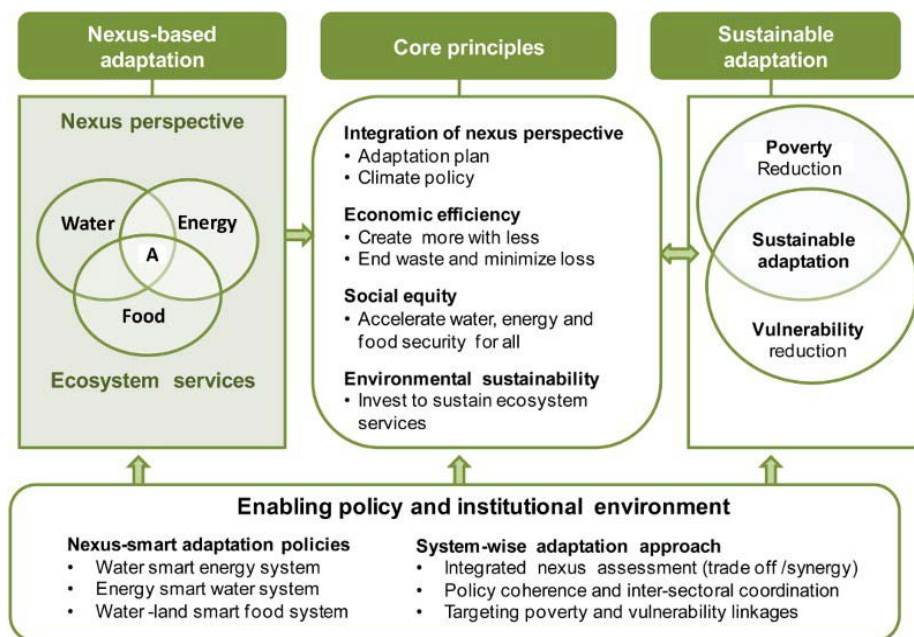 Nexus-based
adaptation
Core principles
Sustainable
adaptation
Nexus perspective
Water
Energy
A
Food
Ecosystem services
Integration of nexus perspective
• Adaptation plan
• Climate policy
Economic efficiency
• Create more with less
• End waste and minimize loss
Social equity
• Accelerate water, energy and
food security for all
Environmental sustainability
• Invest to sustain ecosystem
services
Poverty
Reduction
Sustainable
adaptation
Vulnerability
reduction
Enabling policy and institutional environment
Nexus-smart adaptation policies
• Water smart energy system
• Energy smart water system
• Water -land smart food system
System-wise adaptation approach
• Integrated nexus assessment (trade off /synergy)
• Policy coherence and inter-sectoral coordination
• Targeting poverty and vulnerability linkages